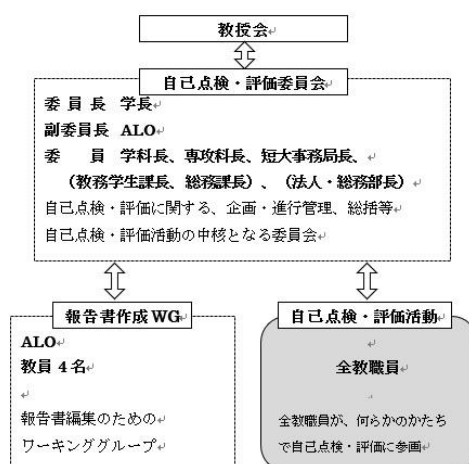 教授会
自己点検・評価委員会
委 員 長 学長
副委員長 ALO
委 員 学科長、専攻科長、短大事務局長、
(教務学生課長、総務課長)、(法人・総務部長)
自己点検・評価に関する、企画・進行管理、総括等
自己点検・評価活動の中核となる委員会
報告書作成 WG
ALO
教員 4名
報告書編集のための
ワーキンググループ
自己点検・評価活動
全教職員
全教職員が、何らかのかたち
で自己点検・評価に参画